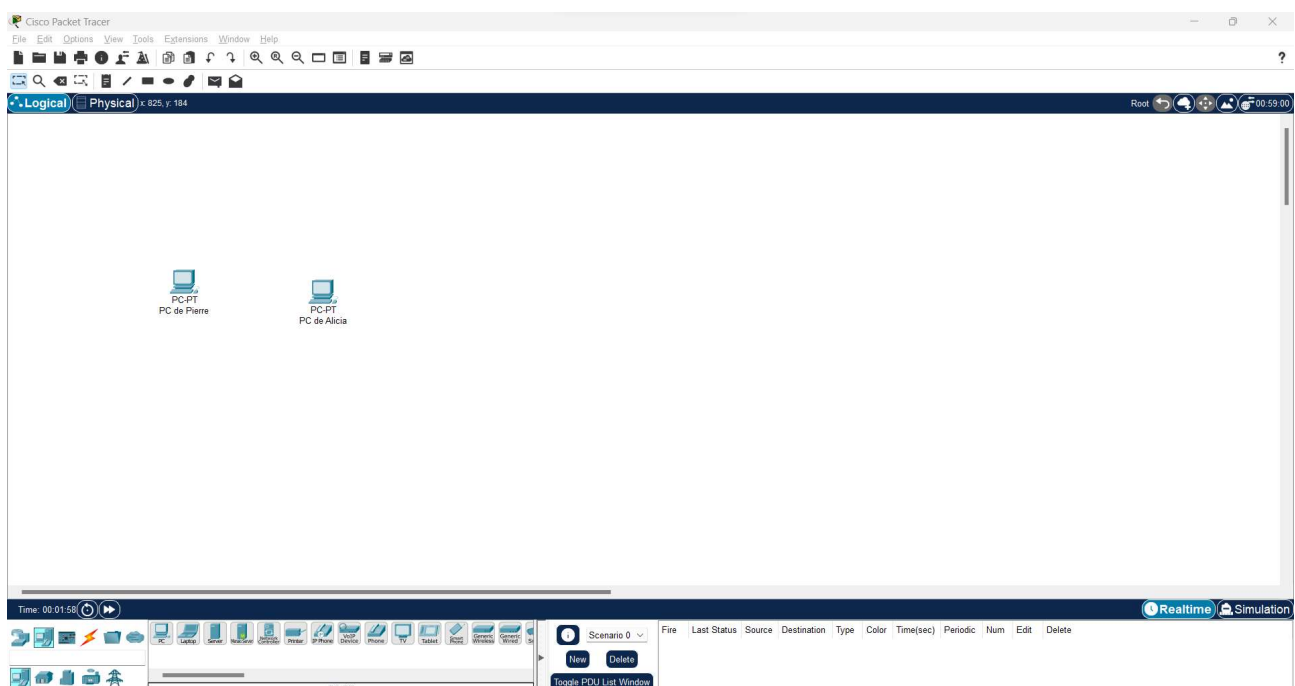 Cisco Packet Tracer
File Edit Options View Tools Extensions Window Help
?
Logical Physical x: 825, y: 184 Root 00:59:00
PC-PT
PC de Pierre
PC-PT
PC de Alicia
Time: 00:01:58 Realtime Simulation
PC Laptop Server Printer IP Phone VoIP Device Phone TV Tablet Smart Phone Generic Wireless Generic Wired
Scenario 0
New Delete
Toggle PDU List Window
Fire Last Status Source Destination Type Color Time(sec) Periodic Num Edit Delete